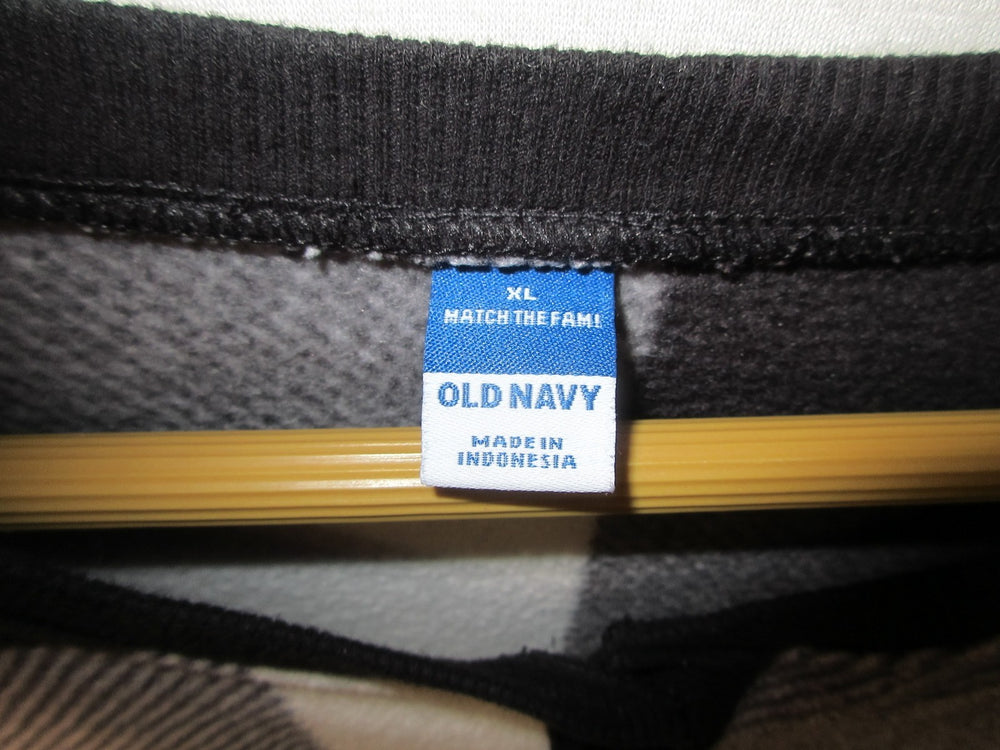 XL
MATCH THE FAM!
OLD NAVY
MADE IN
INDONESIA